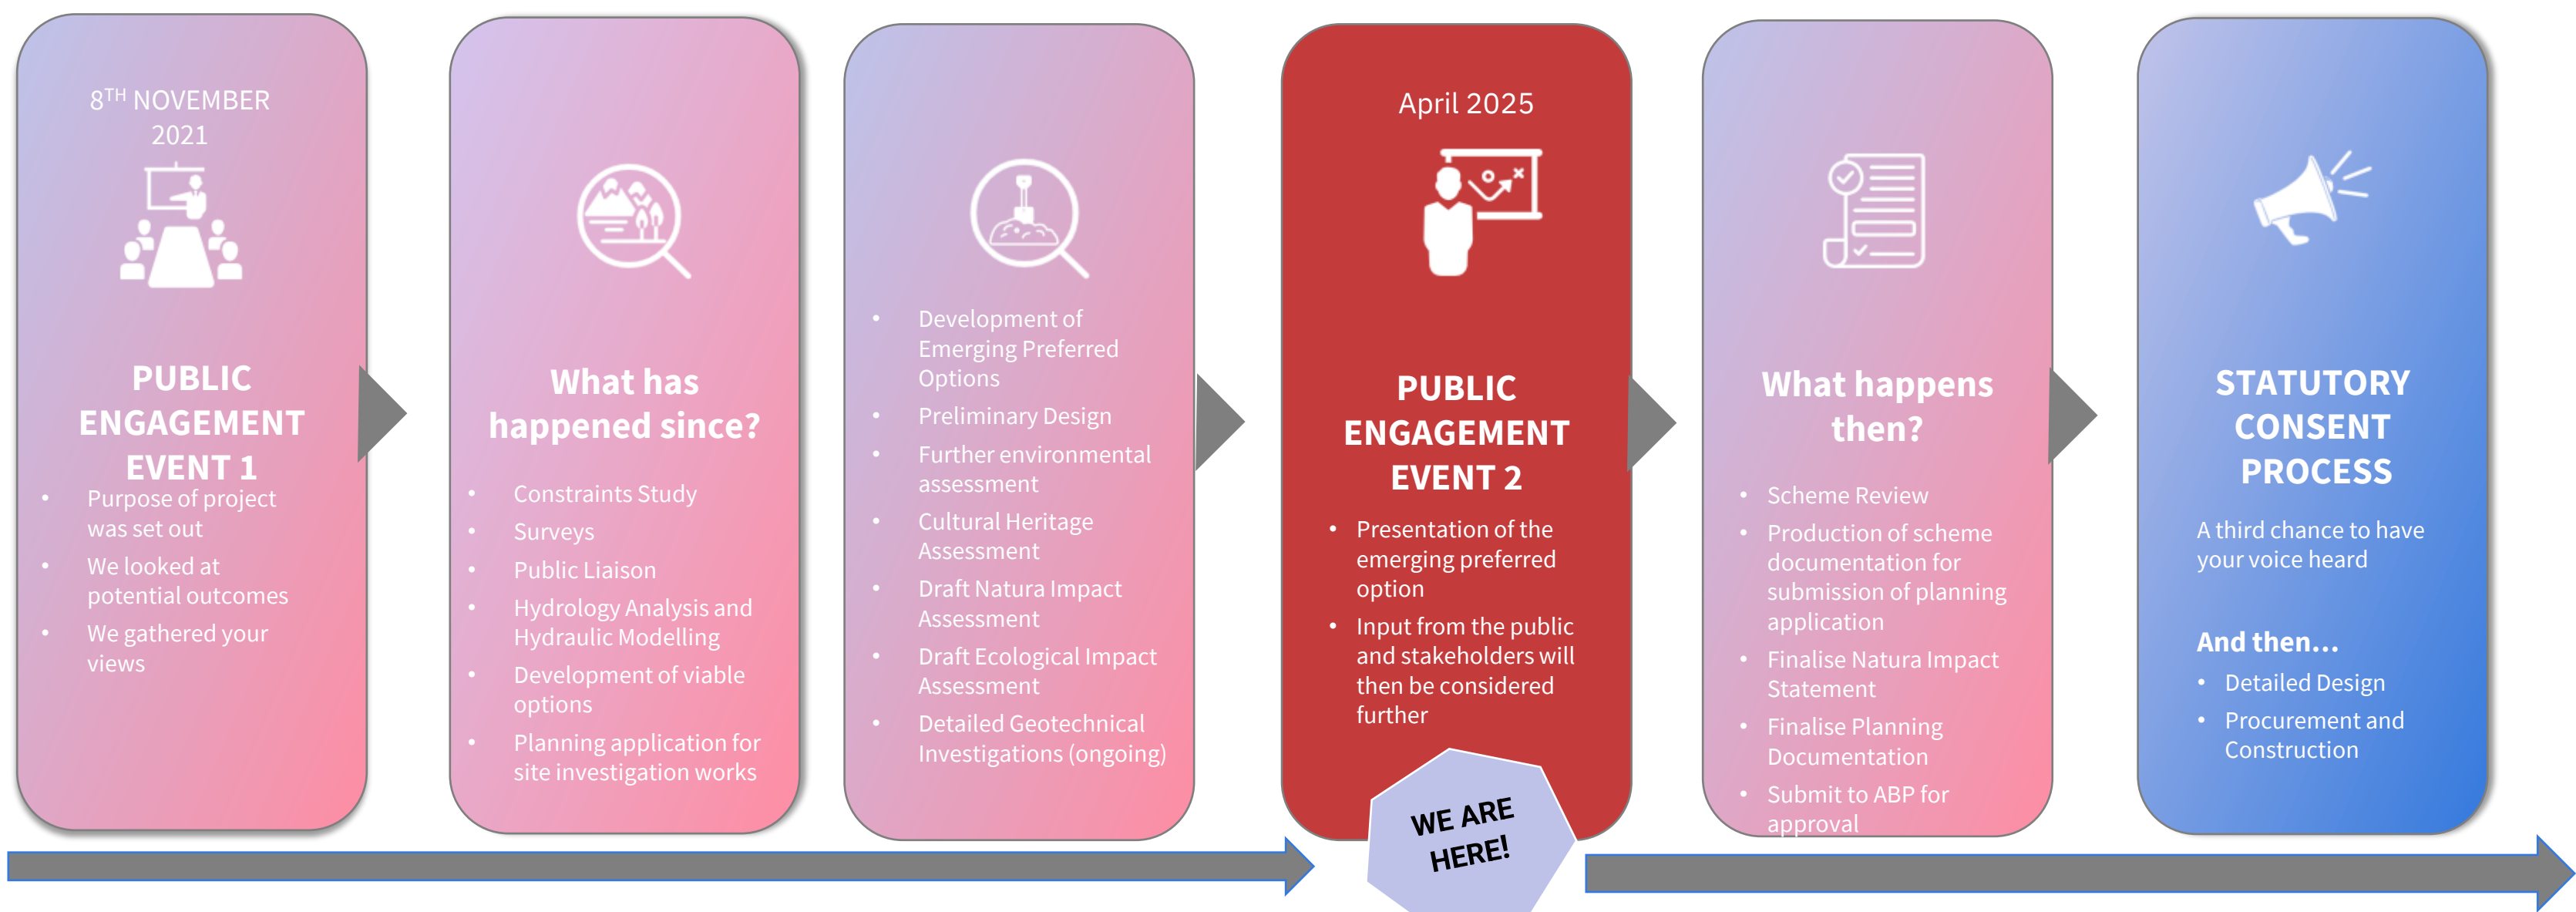 8TH NOVEMBER
2021
PUBLIC
ENGAGEMENT
EVENT 1
• Purpose of project
was set out
• We looked at
potential outcomes
• We gathered your
views
What has
happened since?
• Constraints Study
• Surveys
• Public Liaison
• Hydrology Analysis and
Hydraulic Modelling
• Development of viable
options
• Planning application for
site investigation works
• Development of
Emerging Preferred
Options
• Preliminary Design
• Further environmental
assessment
• Cultural Heritage
Assessment
• Draft Natura Impact
Assessment
• Draft Ecological Impact
Assessment
• Detailed Geotechnical
Investigations (ongoing)
April 2025
PUBLIC
ENGAGEMENT
EVENT 2
• Presentation of the
emerging preferred
option
• Input from the public
and stakeholders will
then be considered
further
WE ARE
HERE!
What happens
then?
• Scheme Review
• Production of scheme
documentation for
submission of planning
application
• Finalise Natura Impact
Statement
• Finalise Planning
Documentation
• Submit to ABP for
approval
STATUTORY
CONSENT
PROCESS
A third chance to have
your voice heard
And then...
• Detailed Design
• Procurement and
Construction